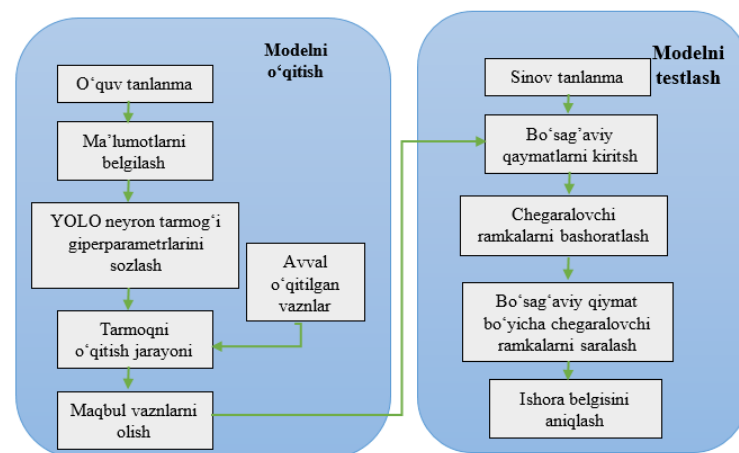 Modelni
o‘qitish
O‘quv tanlanma
Ma’lumotlarni
belgilash
YOLO neyron tarmog‘i
giperparametrlarini
sozlash
Avval
o‘qitilgan
vaznlar
Tarmoqni
o‘qitish jarayoni
Maqbul vaznlarni
olish
Modelni
testlash
Sinov tanlanma
Bo‘sag’aviy
qaymatlarni kiritsh
Chegaralovchi
ramkalarni bashoratlash
Bo‘sag‘aviy qiymat
bo‘yicha chegaralovchi
ramkalarni saralash
Ishora belgisini
aniqlash